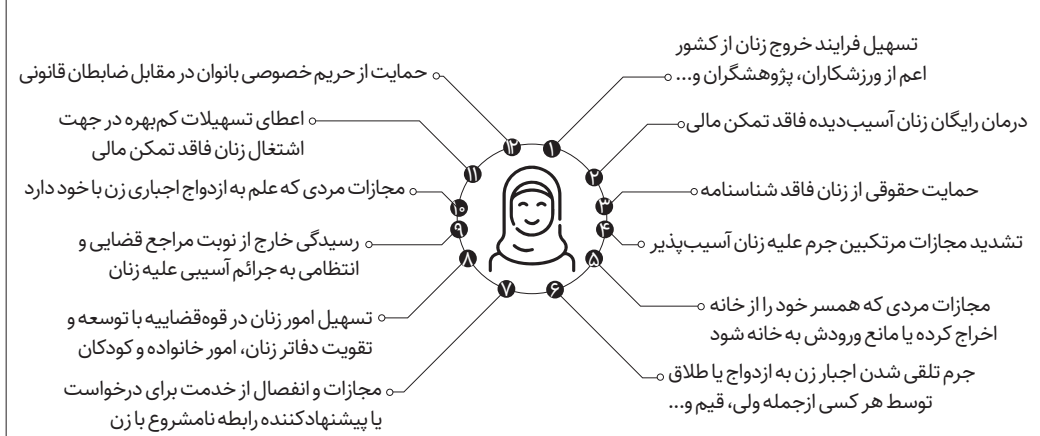 تسهیل فرایند خروج زنان از کشور
اعم از ورزشکاران، پژوهشگران و...
۱
درمان رایگان زنان آسیب‌دیده فاقد تمکن مالی
۲
حمایت حقوقی از زنان فاقد شناسنامه
۳
تشدید مجازات مرتکبین جرم علیه زنان آسیب‌پذیر
۴
مجازات مردی که همسر خود را از خانه
اخراج کرده یا مانع ورودش به خانه شود
۵
جرم تلقی شدن اجبار زن به ازدواج یا طلاق
توسط هر کسی ازجمله ولی، قیم و...
۶
مجازات و انفصال از خدمت برای درخواست
یا پیشنهادکننده رابطه نامشروع با زن
۷
تسهیل امور زنان در قوه‌قضاییه با توسعه و
تقویت دفاتر زنان، امور خانواده و کودکان
۸
رسیدگی خارج از نوبت مراجع قضایی و
انتظامی به جرائم آسیبی علیه زنان
۹
مجازات مردی که علم به ازدواج اجباری زن با خود دارد
۱۰
اعطای تسهیلات کم‌بهره در جهت
اشتغال زنان فاقد تمکن مالی
۱۱
حمایت از حریم خصوصی بانوان در مقابل ضابطان قانونی
۱۲